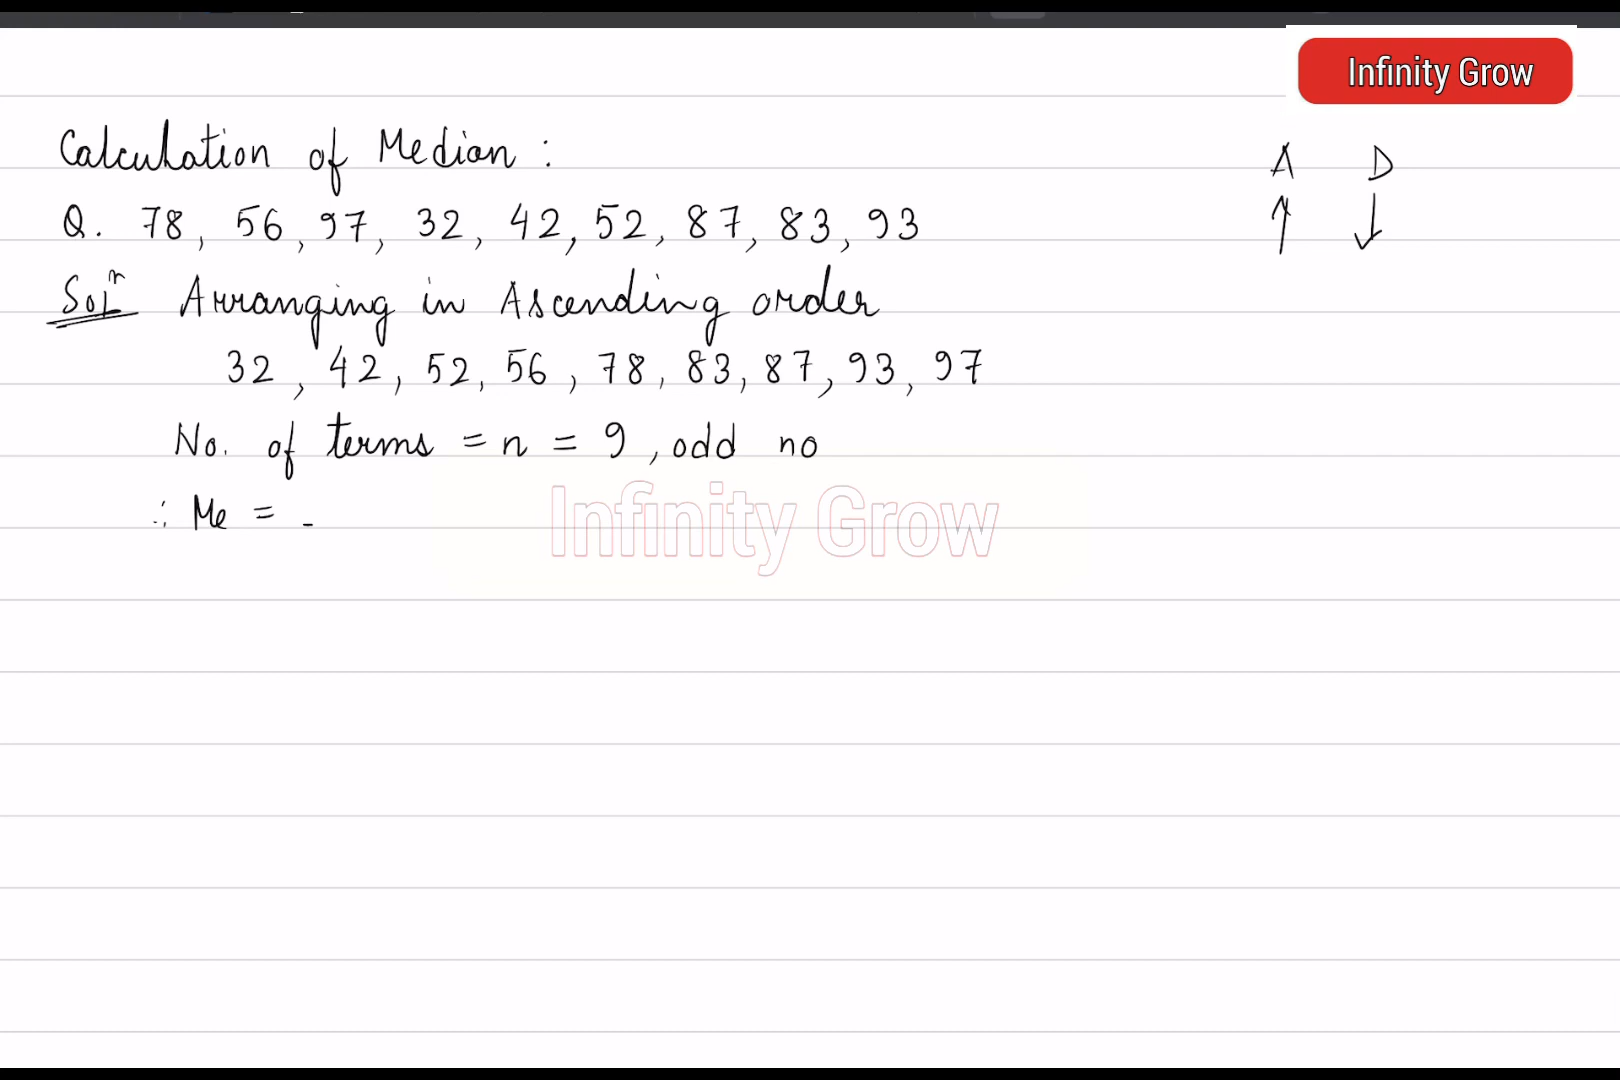 Infinity Grow
Calculation of Median :
A D
Q. 78, 56, 97, 32, 42, 52, 87, 83, 93
↑ ↓
Solⁿ Arranging in Ascending order
32, 42, 52, 56, 78, 83, 87, 93, 97
No. of terms = n = 9, odd no
∴ Me = -
Infinity Grow